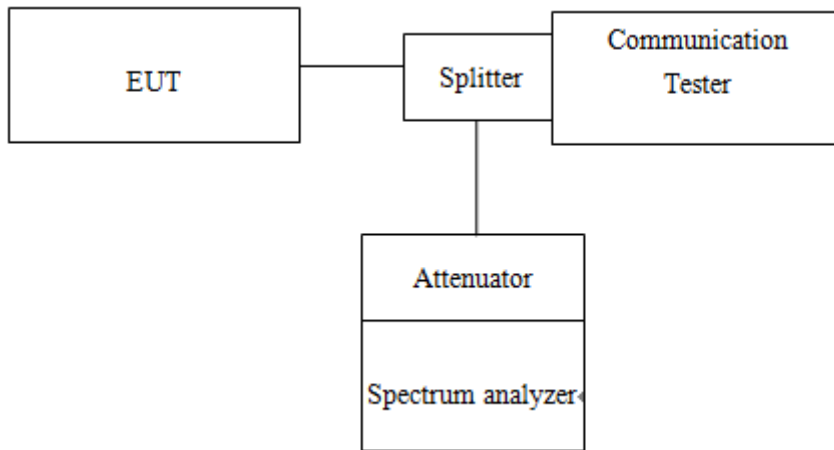 EUT
Splitter
Communication
Tester
Attenuator
Spectrum analyzer